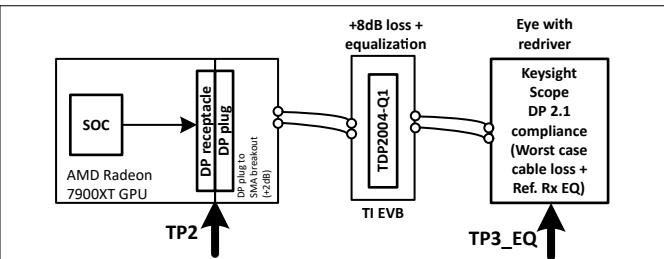 +8dB loss +
equalization
Eye with
redriver
SOC
AMD Radeon
7900XT GPU
DP receptacle
DP plug
DP plug to
SMA breakout
(+2dB)
TDP2004-Q1
TI EVB
Keysight
Scope
DP 2.1
compliance
(Worst case
cable loss +
Ref. Rx EQ)
TP2
TP3_EQ